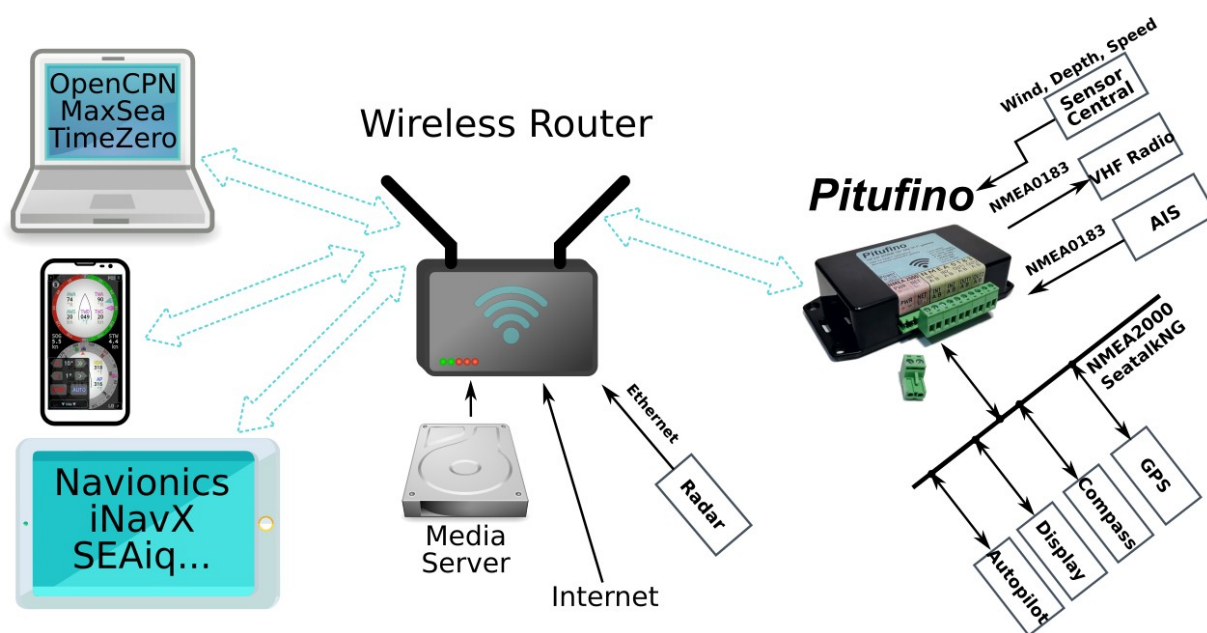 OpenCPN
MaxSea
TimeZero
Wireless Router
Pitufino
Wind, Depth, Speed
Sensor
Central
NMEA0183
VHF Radio
NMEA0183
AIS
Pitufino
NMEA2000
SeatalkNG
Navionics
iNavX
SEAiq...
Media
Server
Internet
Ethernet
Radar
Autopilot
Display
Compass
GPS